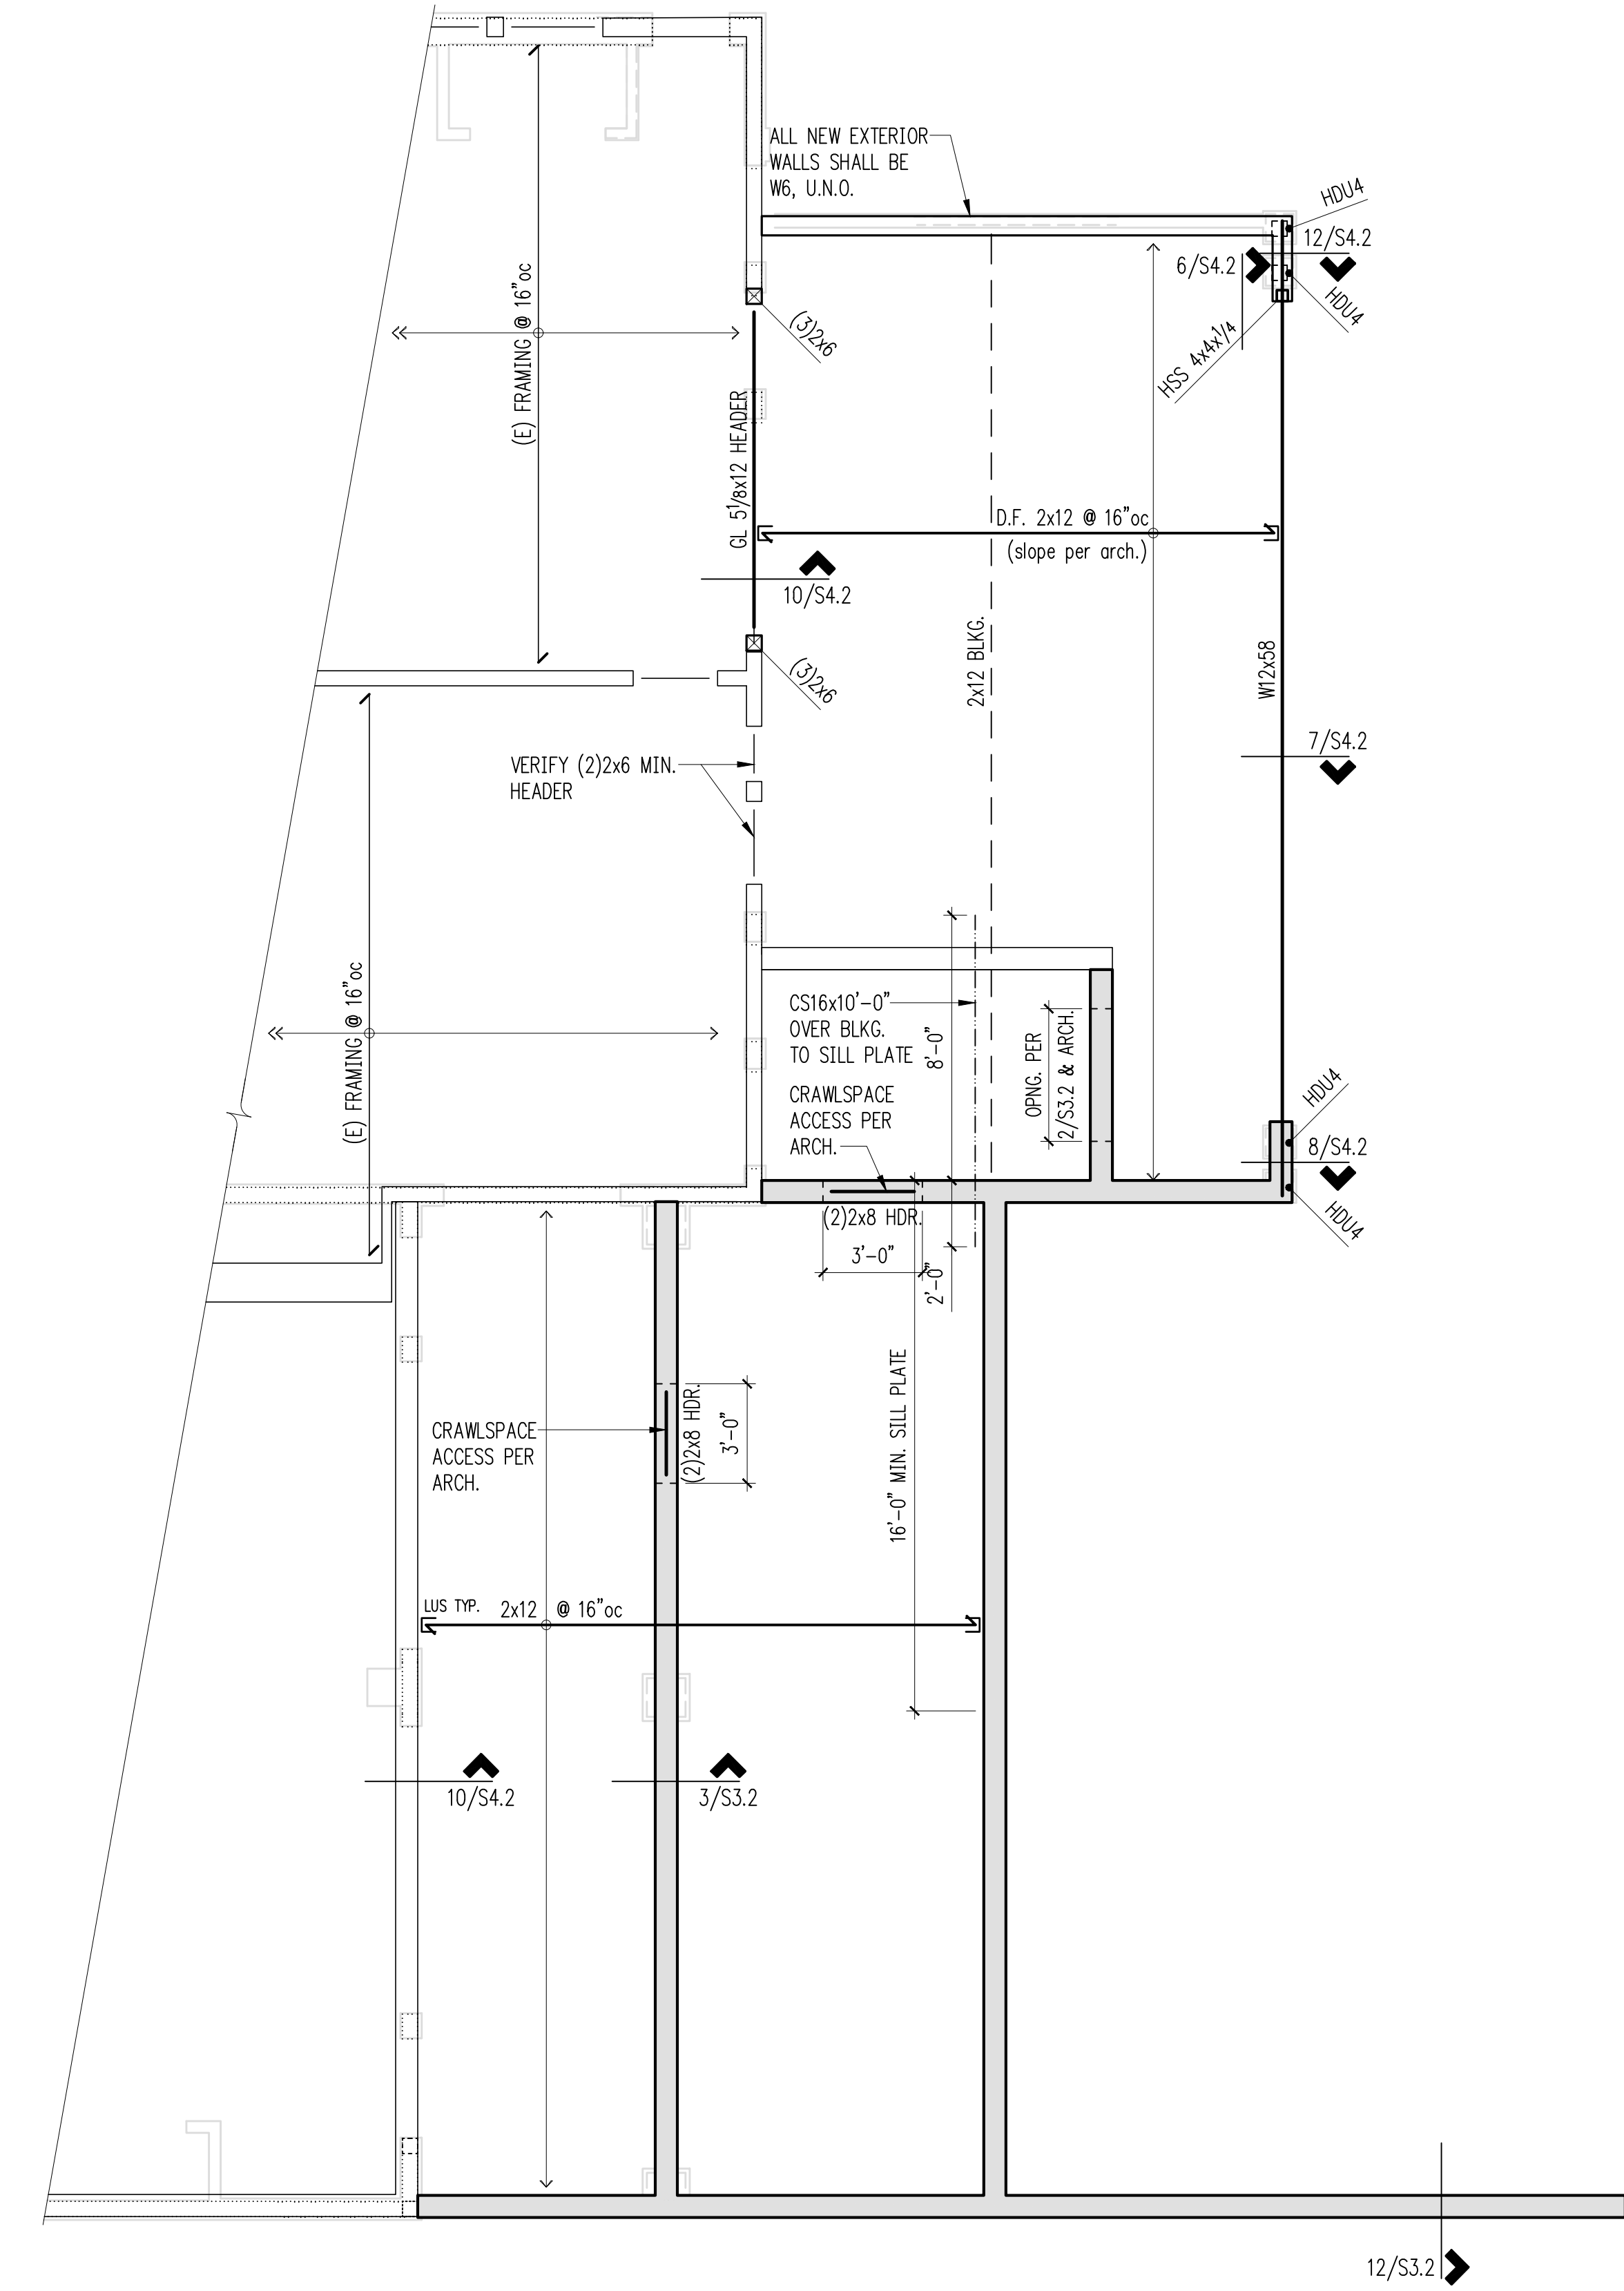 ALL NEW EXTERIOR
WALLS SHALL BE
W6, U.N.O.
HDU4
12/S4.2
6/S4.2
HDU4
HSS 4x4x1/4
(3)2x6
(E) FRAMING @ 16"oc
GL 5 1/8x12 HEADER
D.F. 2x12 @ 16"oc
(slope per arch.)
10/S4.2
2x12 BLKG.
W12x58
(3)2x6
7/S4.2
VERIFY (2)2x6 MIN.
HEADER
(E) FRAMING @ 16"oc
CS16x10'-0"
OVER BLKG.
TO SILL PLATE
8'-0"
OPNG. PER
2/S3.2 & ARCH.
CRAWLSPACE
ACCESS PER
ARCH.
HDU4
8/S4.2
HDU4
(2)2x8 HDR.
3'-0"
2'-0"
16'-0" MIN. SILL PLATE
CRAWLSPACE
ACCESS PER
ARCH.
(2)2x8 HDR.
3'-0"
LUS TYP. 2x12 @ 16"oc
10/S4.2
3/S3.2
12/S3.2